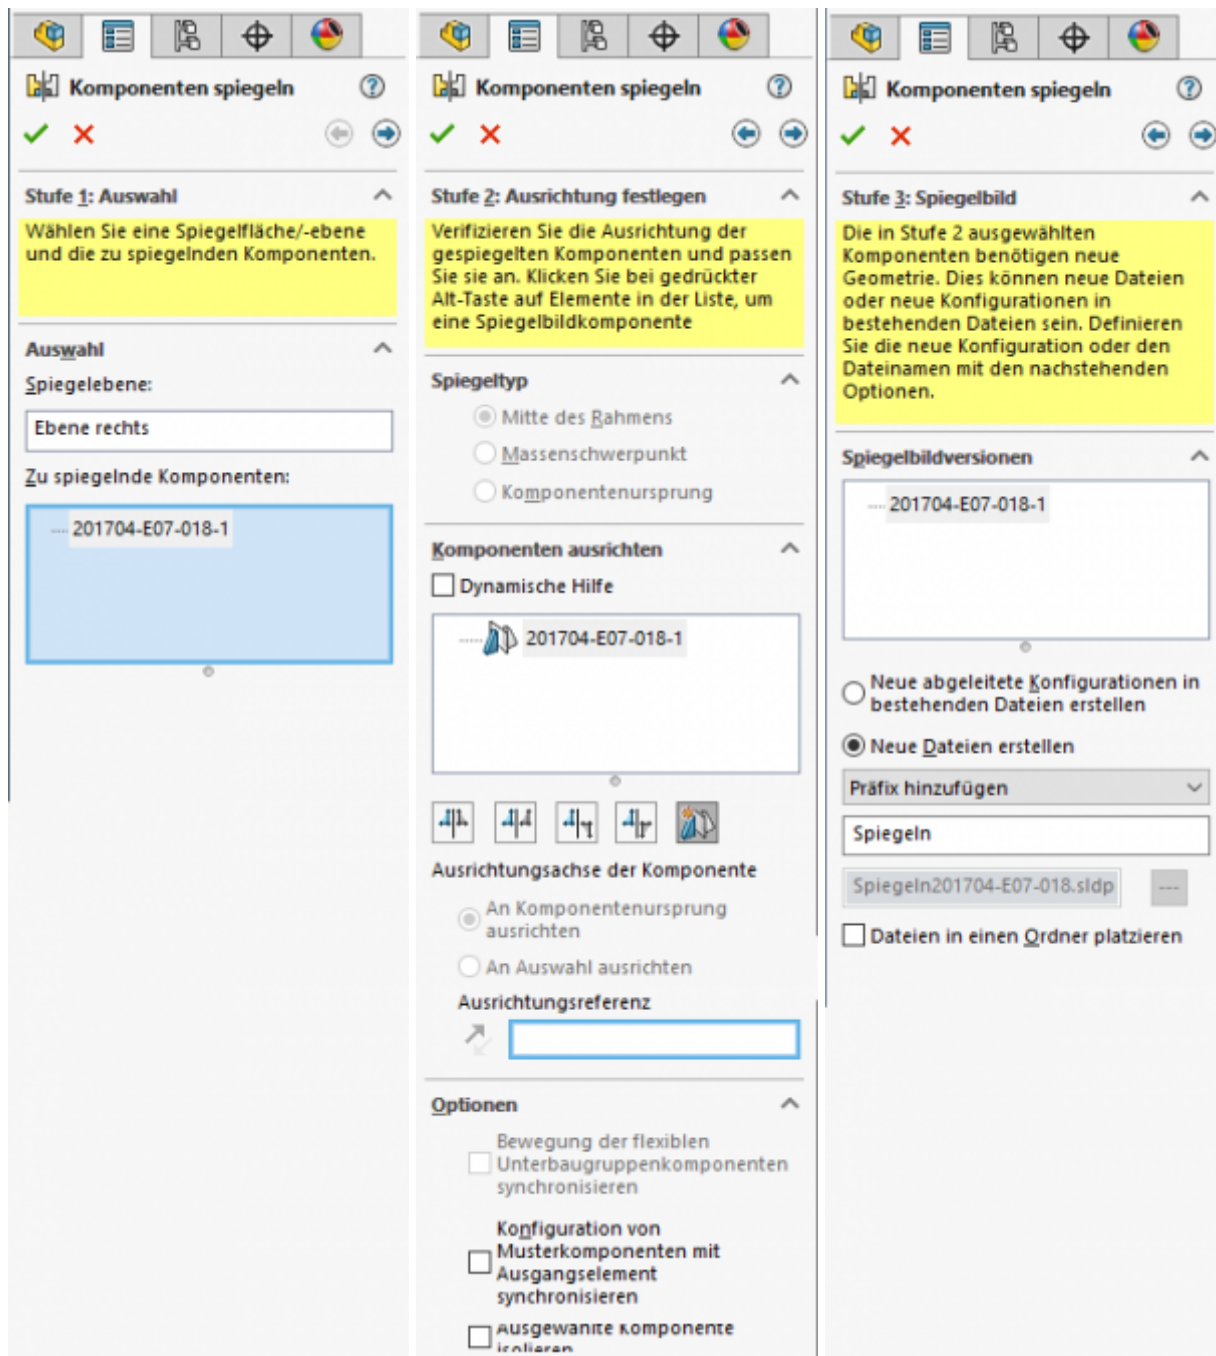 Komponenten spiegeln
Stufe 1: Auswahl
Wählen Sie eine Spiegelfläche/-ebene
und die zu spiegelnden Komponenten.
Auswahl
Spiegelebene:
Ebene rechts
Zu spiegelnde Komponenten:
201704-E07-018-1
Komponenten spiegeln
Stufe 2: Ausrichtung festlegen
Verifizieren Sie die Ausrichtung der
gespiegelten Komponenten und passen
Sie sie an. Klicken Sie bei gedrückter
Alt-Taste auf Elemente in der Liste, um
eine Spiegelbildkomponente
Spiegeltyp
Mitte des Rahmens
Massenschwerpunkt
Komponentenursprung
Komponenten ausrichten
Dynamische Hilfe
201704-E07-018-1
Ausrichtungsachse der Komponente
An Komponentenursprung
ausrichten
An Auswahl ausrichten
Ausrichtungsreferenz
Optionen
Bewegung der flexiblen
Unterbaugruppenkomponenten
synchronisieren
Konfiguration von
Musterkomponenten mit
Ausgangselement
synchronisieren
Ausgewählte Komponente
isolieren
Komponenten spiegeln
Stufe 3: Spiegelbild
Die in Stufe 2 ausgewählten
Komponenten benötigen neue
Geometrie. Dies können neue Dateien
oder neue Konfigurationen in
bestehenden Dateien sein. Definieren
Sie die neue Konfiguration oder den
Dateinamen mit den nachstehenden
Optionen.
Spiegelbildversionen
201704-E07-018-1
Neue abgeleitete Konfigurationen in
bestehenden Dateien erstellen
Neue Dateien erstellen
Präfix hinzufügen
Spiegeln
Spiegeln201704-E07-018.sldp
---
Dateien in einen Ordner platzieren